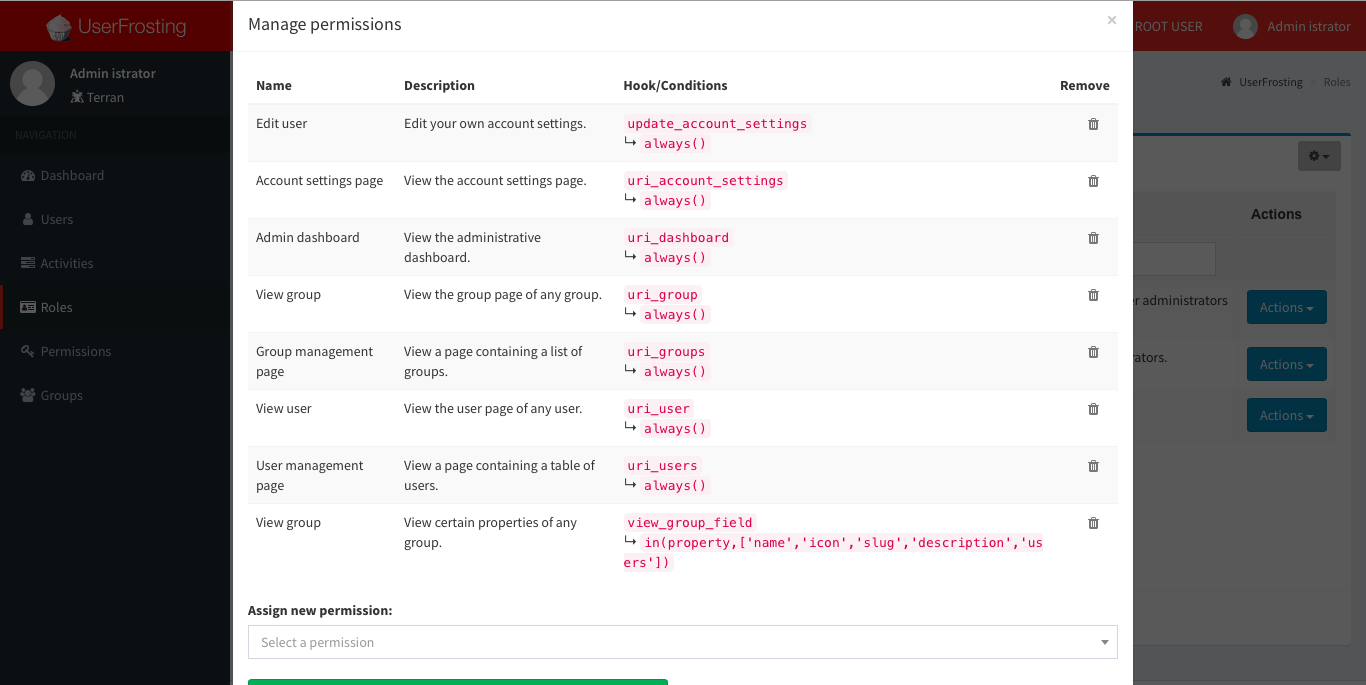 UserFrosting
Manage permissions
×
ROOT USER
Admin istrator
Admin istrator
Terran
UserFrosting
Roles
NAVIGATION
Dashboard
Users
Activities
Roles
Permissions
Groups
Name Description Hook/Conditions Remove
Edit user Edit your own account settings. update_account_settings
↳ always()
Account settings page View the account settings page. uri_account_settings
↳ always()
Admin dashboard View the administrative uri_dashboard
dashboard. ↳ always()
View group View the group page of any group. uri_group
↳ always()
Group management View a page containing a list of uri_groups
page groups. ↳ always()
View user View the user page of any user. uri_user
↳ always()
User management View a page containing a table of uri_users
page users. ↳ always()
View group View certain properties of any view_group_field
group. ↳ in(property,['name','icon','slug','description','us
ers'])
Assign new permission:
Select a permission
Actions
administrators
Actions
Actions
Actions